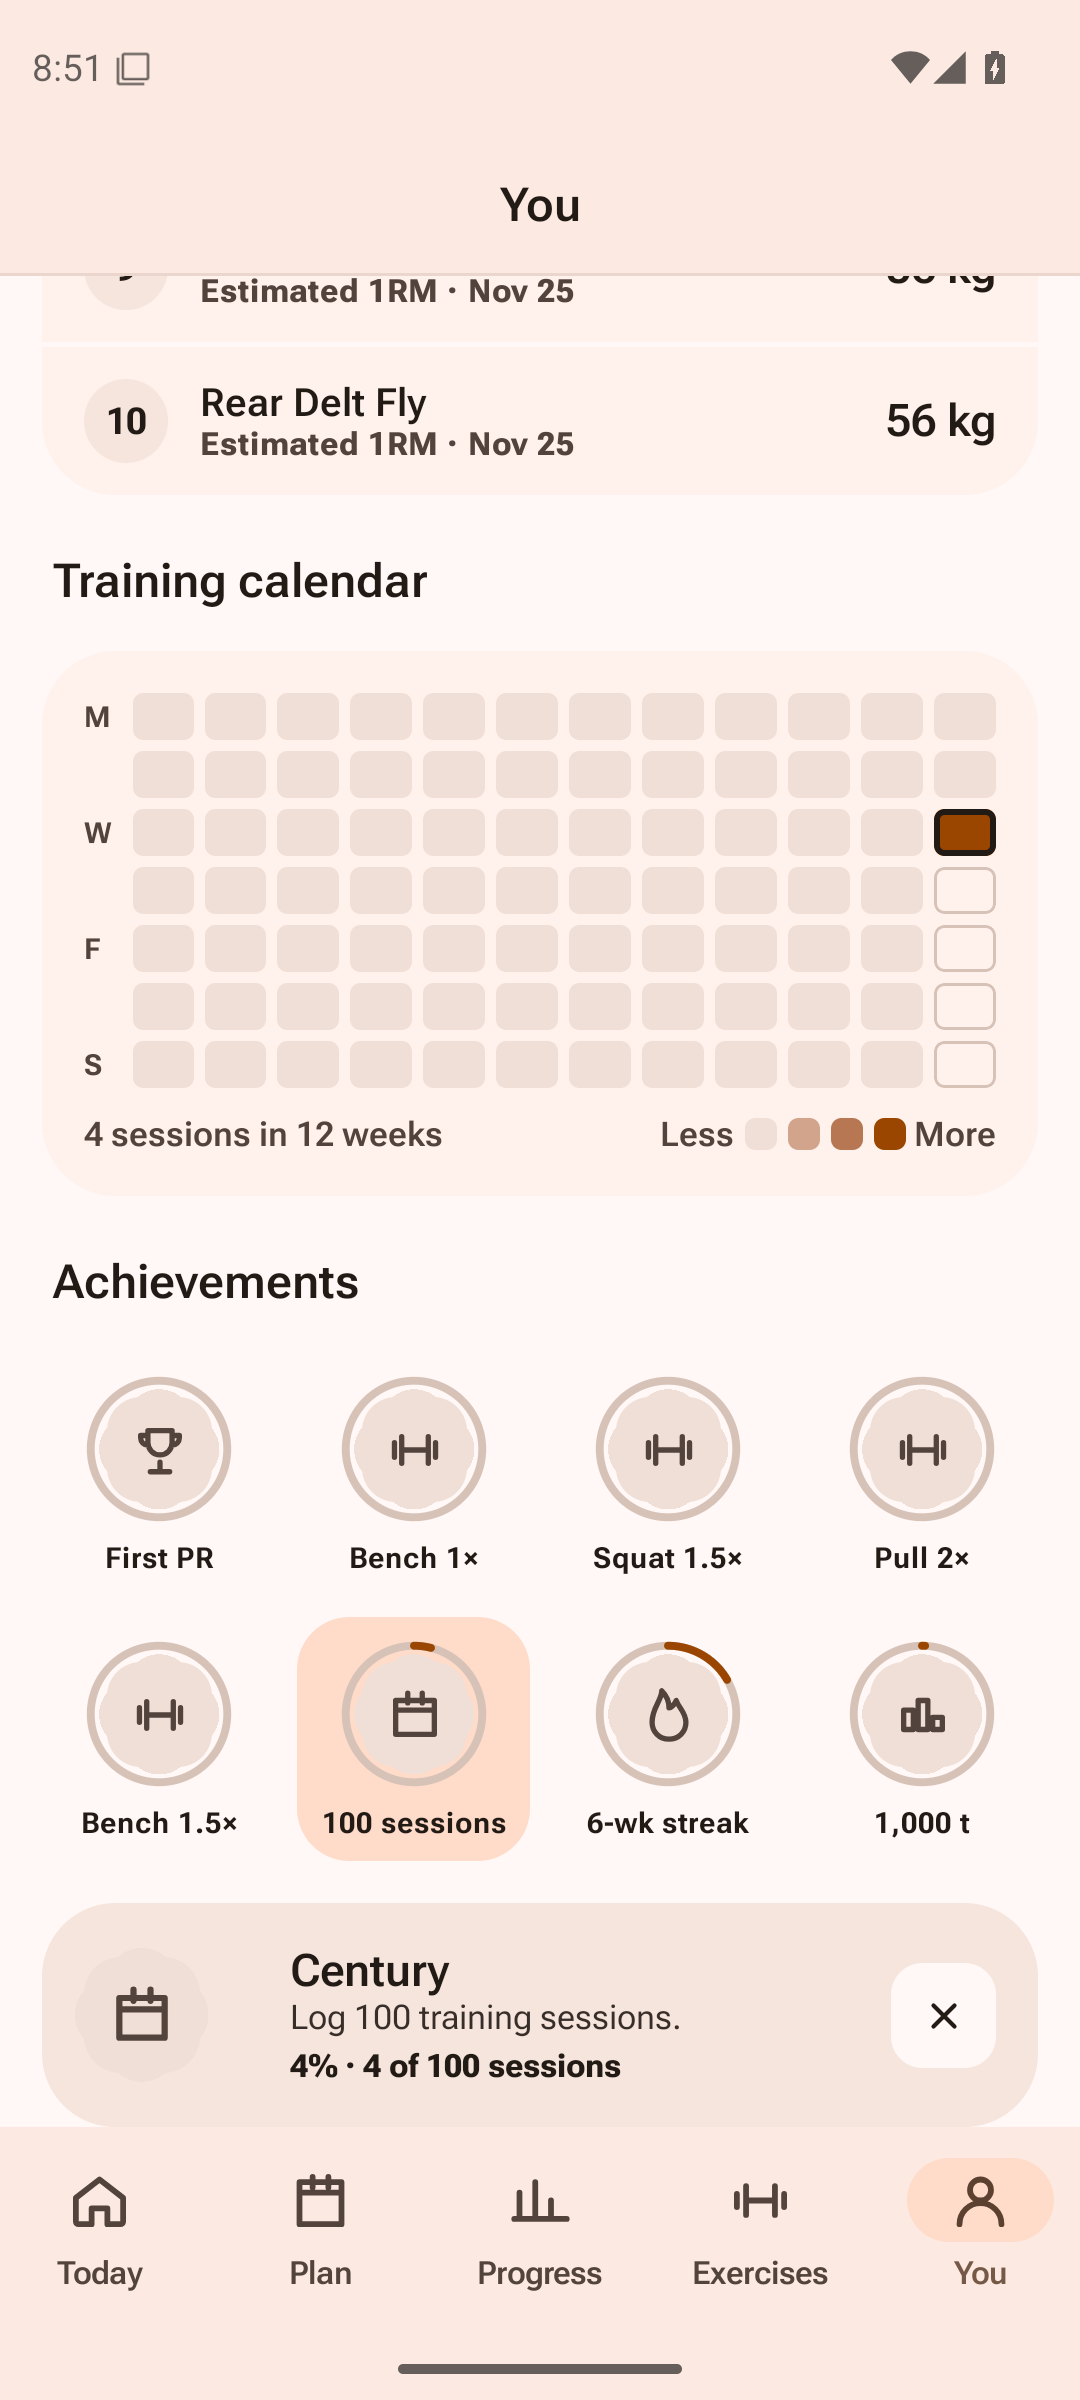 8:51
You
Estimated 1RM · Nov 25
10
Rear Delt Fly
Estimated 1RM · Nov 25
56 kg
Training calendar
M
W
F
S
4 sessions in 12 weeks
Less
More
Achievements
First PR
Bench 1×
Squat 1.5×
Pull 2×
Bench 1.5×
100 sessions
6-wk streak
1,000 t
Century
Log 100 training sessions.
4% · 4 of 100 sessions
Today
Plan
Progress
Exercises
You